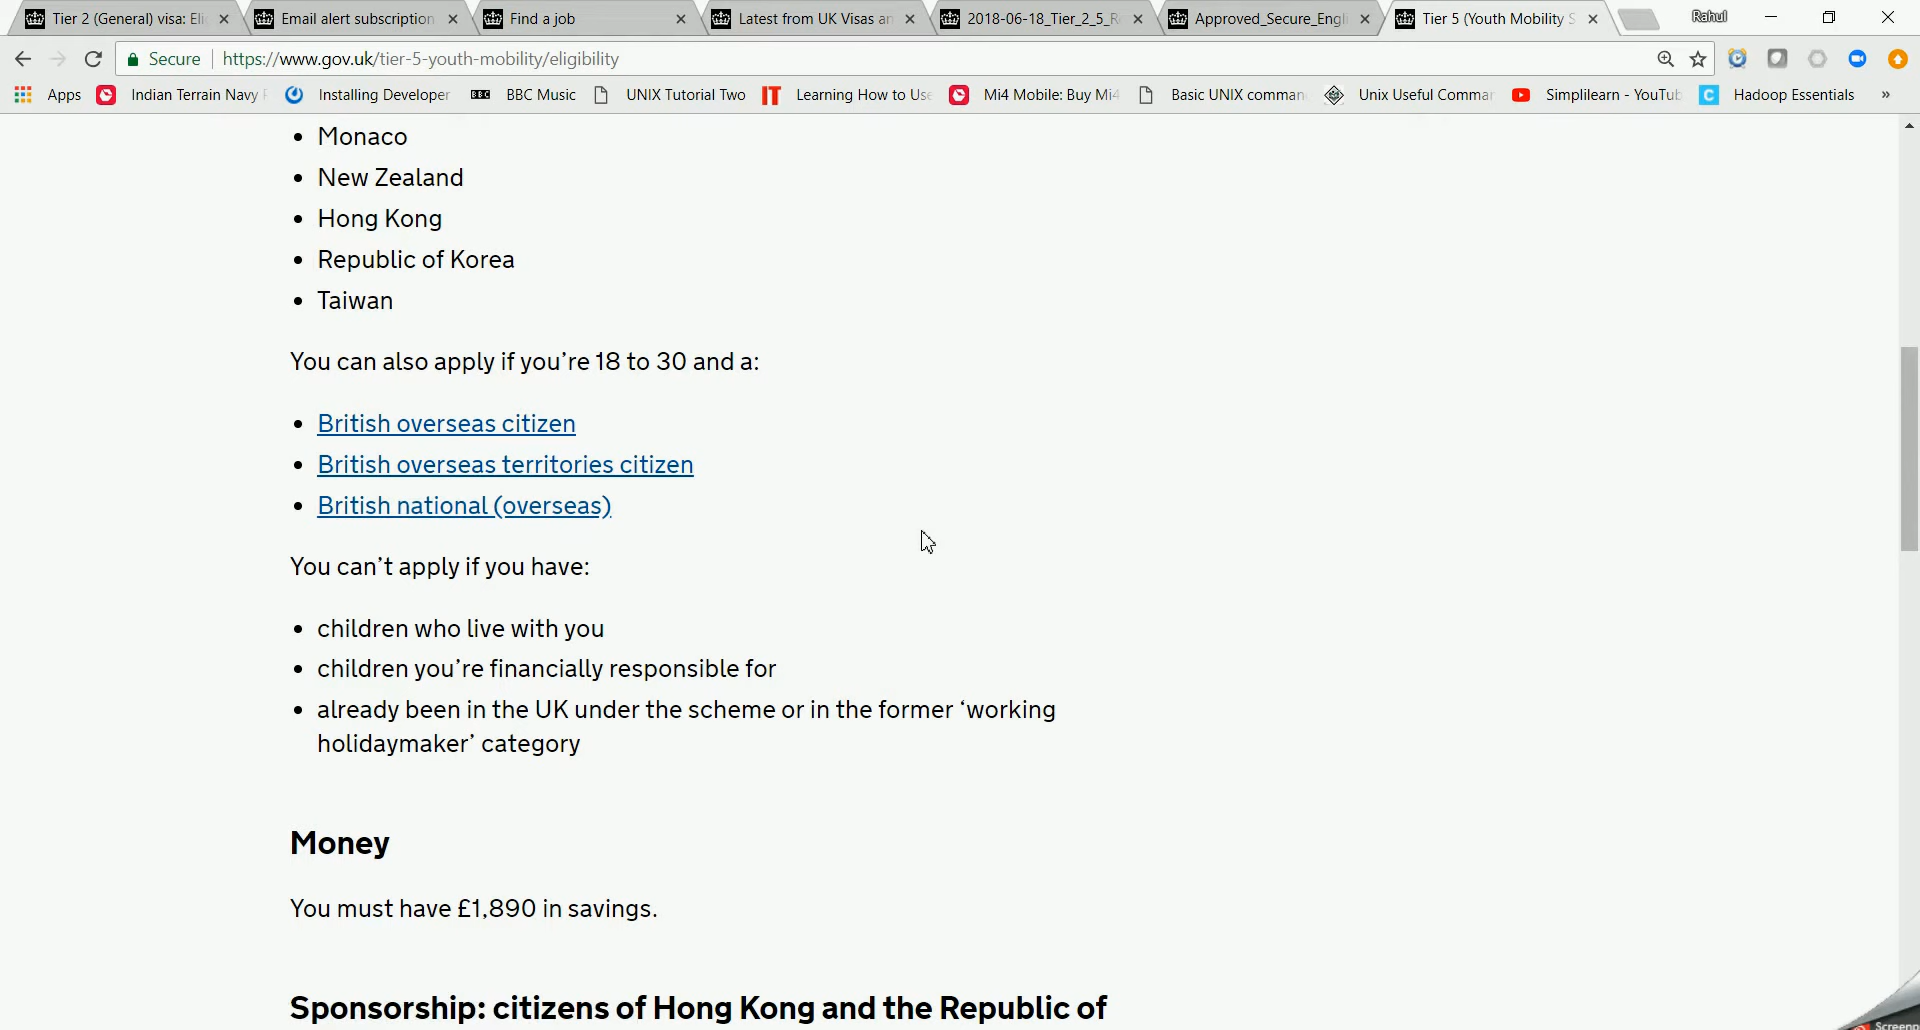 Tier 2 (General) visa: Eli
Email alert subscription
Find a job
Latest from UK Visas an
2018-06-18_Tier_2_5_R
Approved_Secure_Engli
Tier 5 (Youth Mobility S
Rahul
Secure https://www.gov.uk/tier-5-youth-mobility/eligibility
Apps Indian Terrain Navy Installing Developer BBC BBC Music UNIX Tutorial Two IT Learning How to Use Mi4 Mobile: Buy Mi4 Basic UNIX comman Unix Useful Commar Simplilearn - YouTub C Hadoop Essentials »
• Monaco
• New Zealand
• Hong Kong
• Republic of Korea
• Taiwan
You can also apply if you’re 18 to 30 and a:
• British overseas citizen
• British overseas territories citizen
• British national (overseas)
You can’t apply if you have:
• children who live with you
• children you’re financially responsible for
• already been in the UK under the scheme or in the former ‘working
holidaymaker’ category
Money
You must have £1,890 in savings.
Sponsorship: citizens of Hong Kong and the Republic of